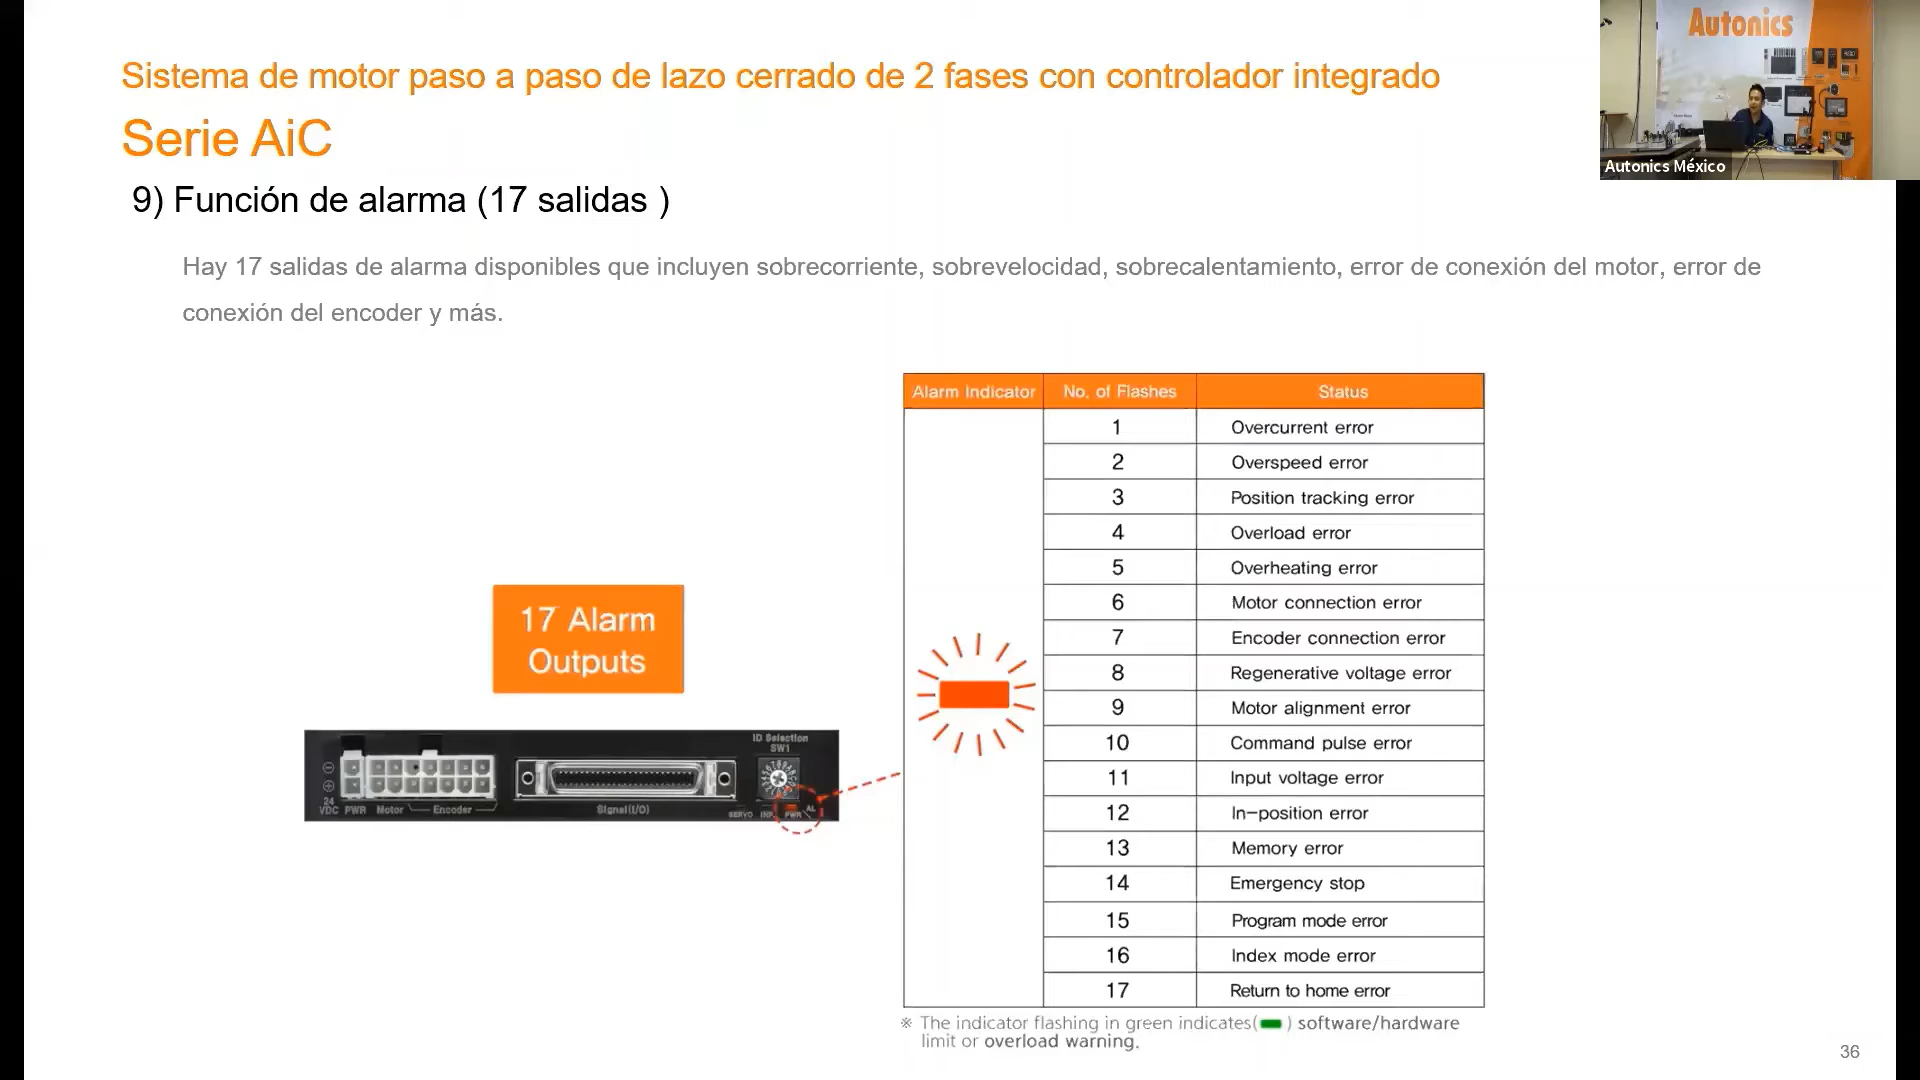 Autonics
Autonics México
Sistema de motor paso a paso de lazo cerrado de 2 fases con controlador integrado
Serie AiC
9) Función de alarma (17 salidas )
Hay 17 salidas de alarma disponibles que incluyen sobrecorriente, sobrevelocidad, sobrecalentamiento, error de conexión del motor, error de
conexión del encoder y más.
17 Alarm
Outputs
ID Selection
SW1
24
VDC PWR Motor Encoder Signal(I/O)
SERVO INP PWR AL
Alarm Indicator No. of Flashes Status
1 Overcurrent error
2 Overspeed error
3 Position tracking error
4 Overload error
5 Overheating error
6 Motor connection error
7 Encoder connection error
8 Regenerative voltage error
9 Motor alignment error
10 Command pulse error
11 Input voltage error
12 In-position error
13 Memory error
14 Emergency stop
15 Program mode error
16 Index mode error
17 Return to home error
※ The indicator flashing in green indicates( ) software/hardware
limit or overload warning.
36